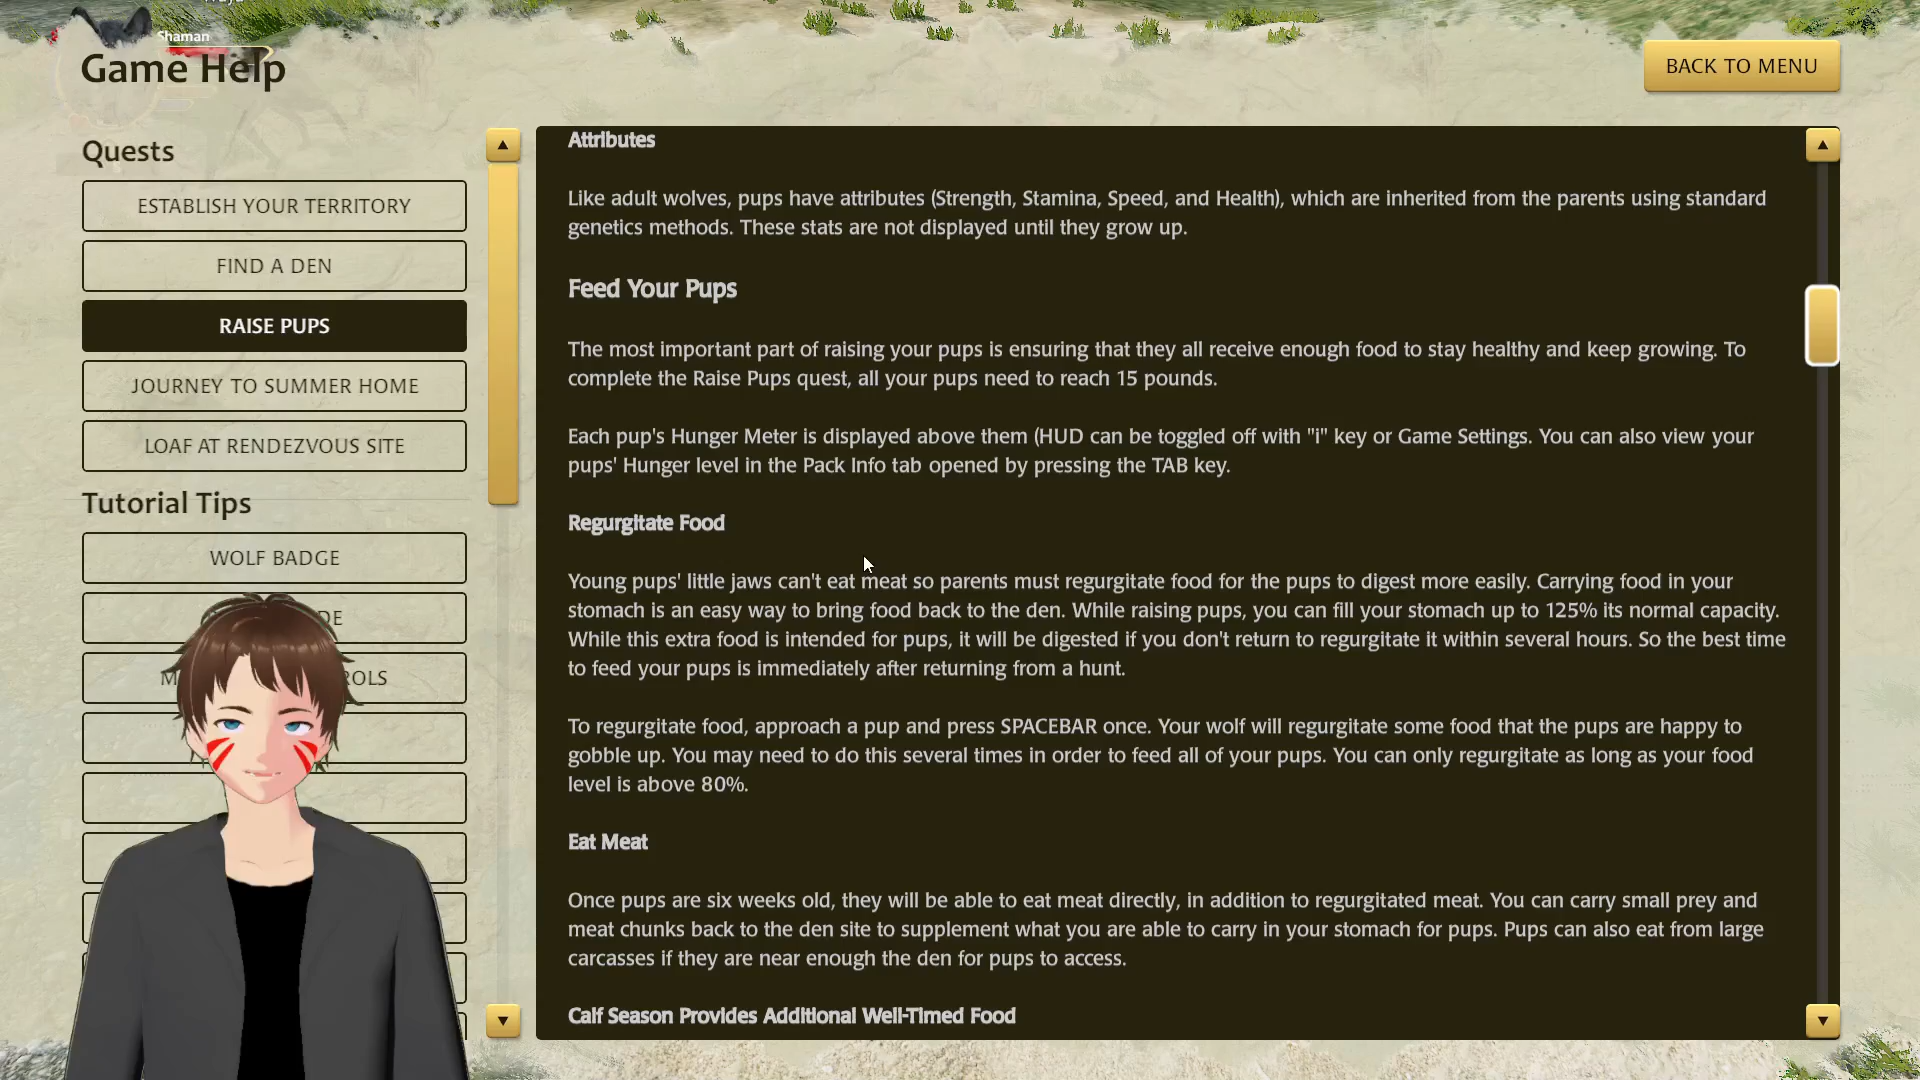 Shaman
Game Help
BACK TO MENU
Quests
ESTABLISH YOUR TERRITORY
FIND A DEN
RAISE PUPS
JOURNEY TO SUMMER HOME
LOAF AT RENDEZVOUS SITE
Tutorial Tips
WOLF BADGE
Attributes
Like adult wolves, pups have attributes (Strength, Stamina, Speed, and Health), which are inherited from the parents using standard
genetics methods. These stats are not displayed until they grow up.
Feed Your Pups
The most important part of raising your pups is ensuring that they all receive enough food to stay healthy and keep growing. To
complete the Raise Pups quest, all your pups need to reach 15 pounds.
Each pup's Hunger Meter is displayed above them (HUD can be toggled off with "i" key or Game Settings. You can also view your
pups' Hunger level in the Pack Info tab opened by pressing the TAB key.
Regurgitate Food
Young pups' little jaws can't eat meat so parents must regurgitate food for the pups to digest more easily. Carrying food in your
stomach is an easy way to bring food back to the den. While raising pups, you can fill your stomach up to 125% its normal capacity.
While this extra food is intended for pups, it will be digested if you don't return to regurgitate it within several hours. So the best time
to feed your pups is immediately after returning from a hunt.
To regurgitate food, approach a pup and press SPACEBAR once. Your wolf will regurgitate some food that the pups are happy to
gobble up. You may need to do this several times in order to feed all of your pups. You can only regurgitate as long as your food
level is above 80%.
Eat Meat
Once pups are six weeks old, they will be able to eat meat directly, in addition to regurgitated meat. You can carry small prey and
meat chunks back to the den site to supplement what you are able to carry in your stomach for pups. Pups can also eat from large
carcasses if they are near enough the den for pups to access.
Calf Season Provides Additional Well-Timed Food